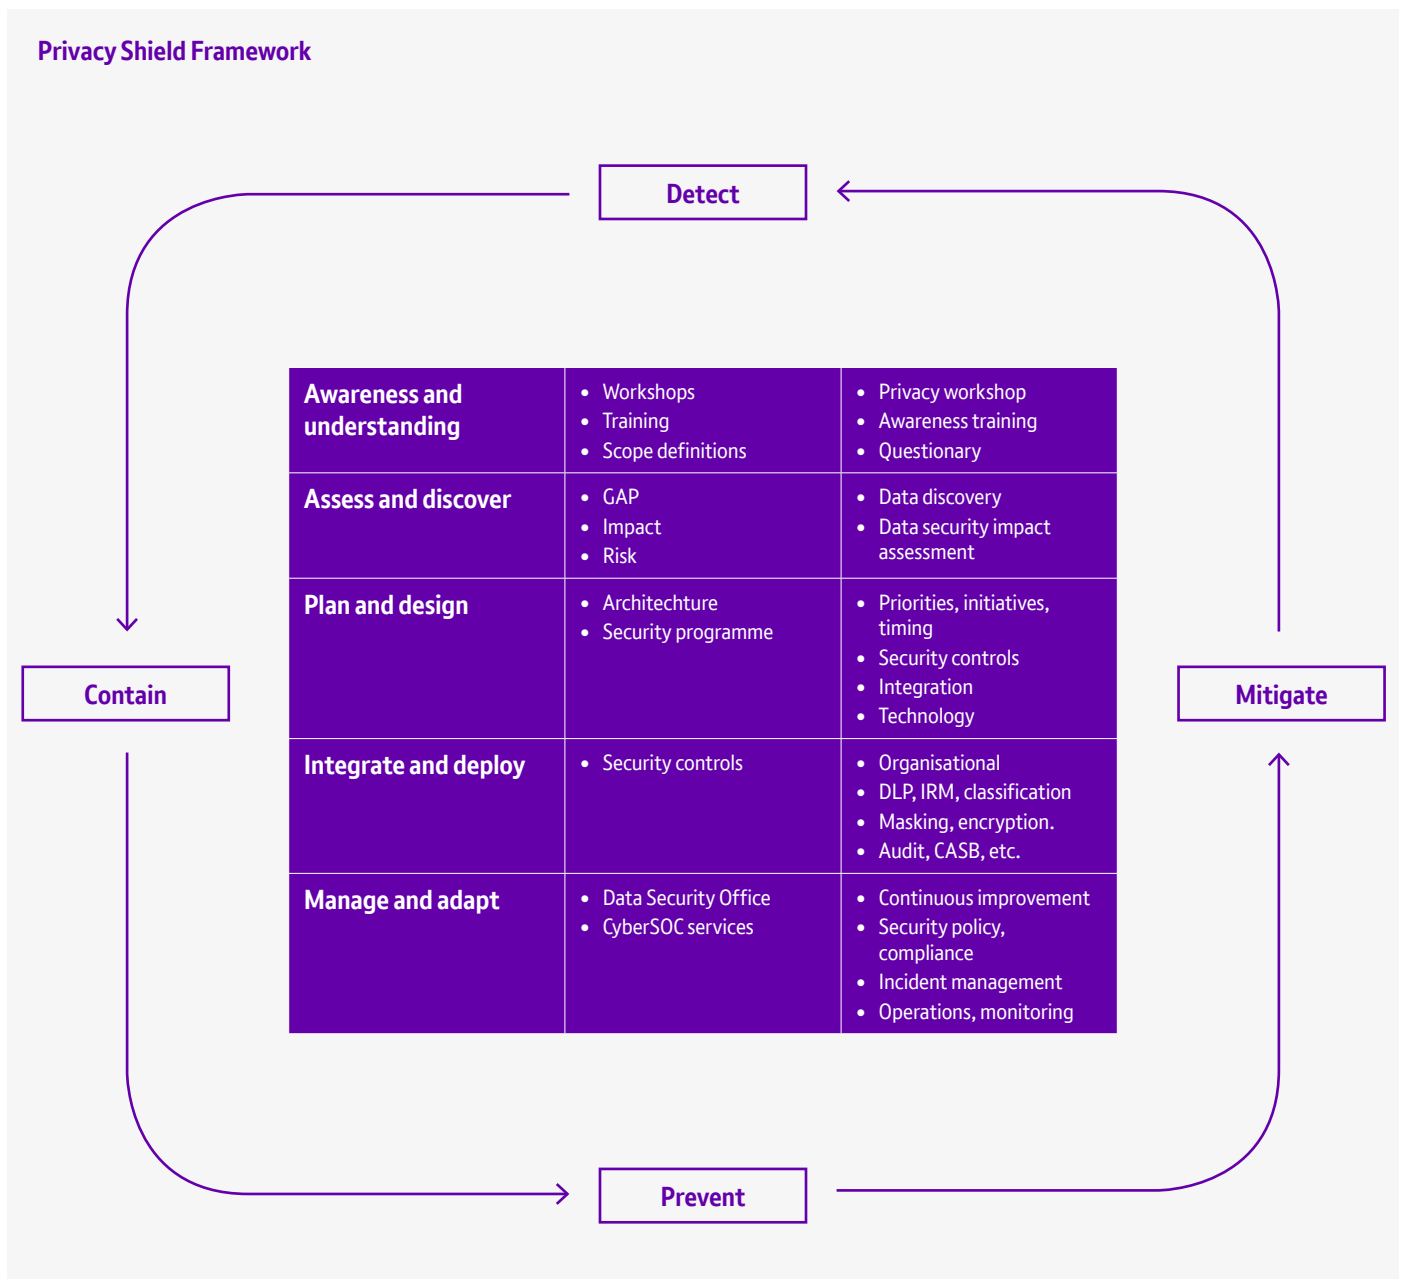 Privacy Shield Framework
Detect
Awareness and
understanding
• Workshops
• Training
• Scope definitions
• Privacy workshop
• Awareness training
• Questionary
Assess and discover
• GAP
• Impact
• Risk
• Data discovery
• Data security impact
assessment
Plan and design
• Architechture
• Security programme
• Priorities, initiatives,
timing
• Security controls
• Integration
• Technology
Contain
Mitigate
Integrate and deploy
• Security controls
• Organisational
• DLP, IRM, classification
• Masking, encryption.
• Audit, CASB, etc.
Manage and adapt
• Data Security Office
• CyberSOC services
• Continuous improvement
• Security policy,
compliance
• Incident management
• Operations, monitoring
Prevent